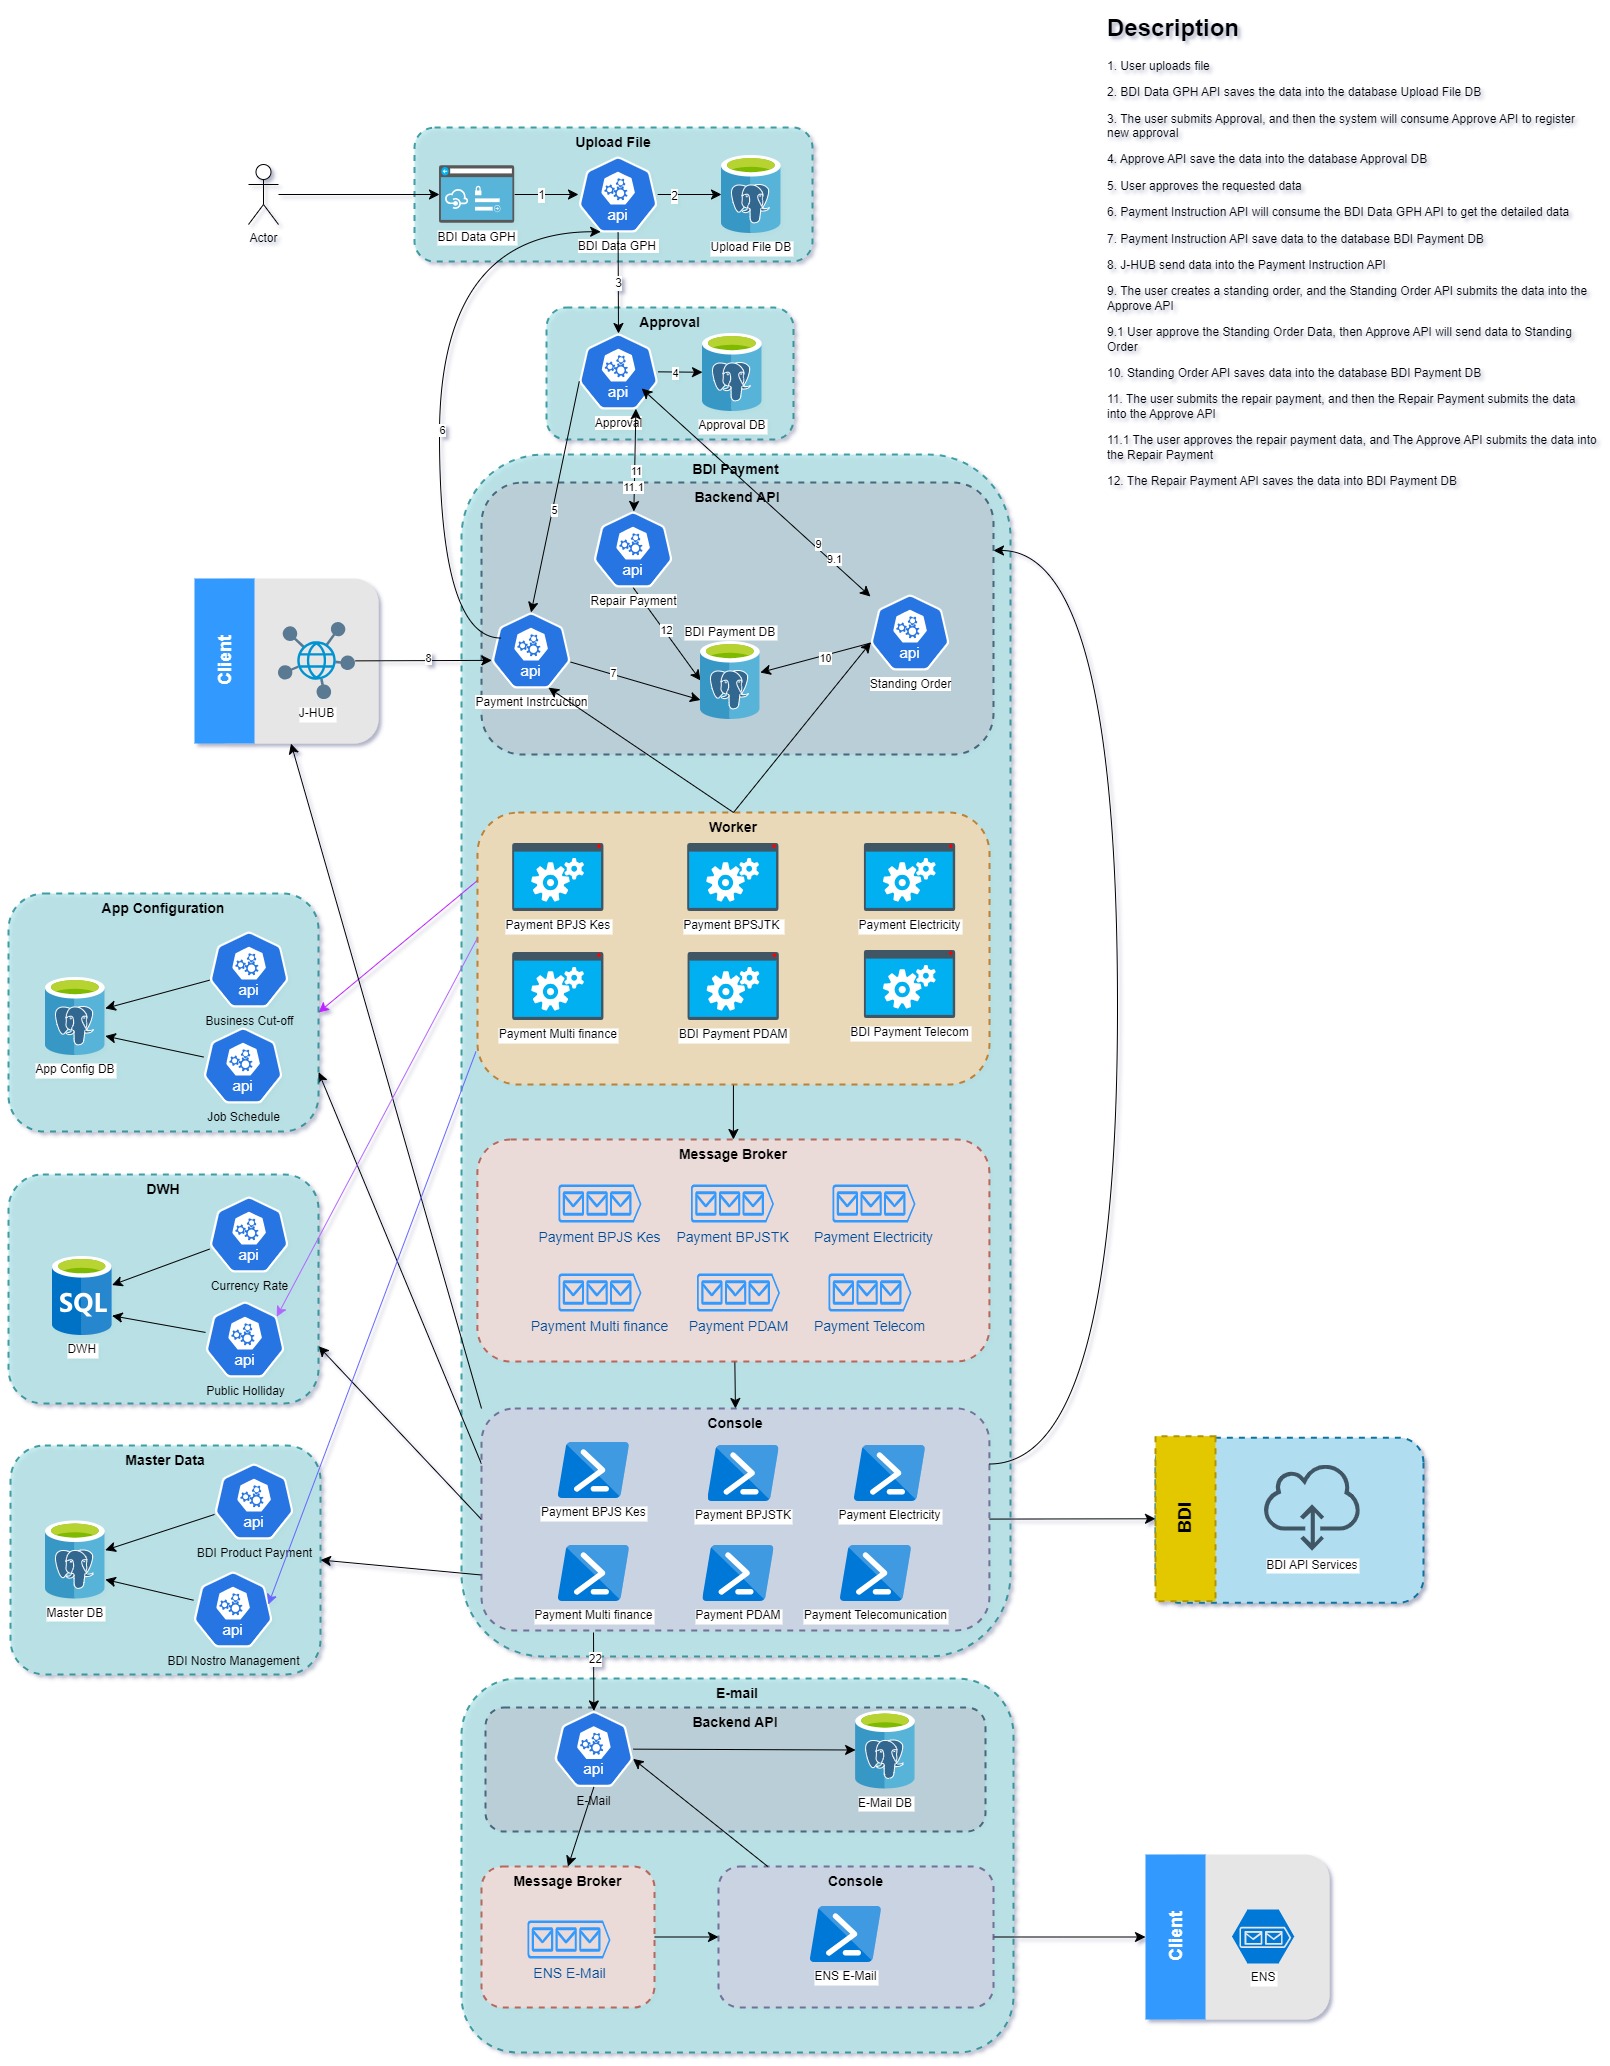 Description
1. User uploads file
2. BDI Data GPH API saves the data into the database Upload File DB
3. The user submits Approval, and then the system will consume Approve API to register
new approval
4. Approve API save the data into the database Approval DB
5. User approves the requested data
6. Payment Instruction API will consume the BDI Data GPH API to get the detailed data
7. Payment Instruction API save data to the database BDI Payment DB
8. J-HUB send data into the Payment Instruction API
9. The user creates a standing order, and the Standing Order API submits the data into the
Approve API
9.1 User approve the Standing Order Data, then Approve API will send data to Standing
Order
10. Standing Order API saves data into the database BDI Payment DB
11. The user submits the repair payment, and then the Repair Payment submits the data
into the Approve API
11.1 The user approves the repair payment data, and The Approve API submits the data into
the Repair Payment
12. The Repair Payment API saves the data into BDI Payment DB
Upload File
Actor
1
api
2
BDI Data GPH
BDI Data GPH
Upload File DB
3
Approval
api
4
Approval
Approval DB
6
11
11.1
5
9
9.1
BDI Payment
Backend API
api
Repair Payment
12
BDI Payment DB
api
Standing Order
10
api
7
Payment Instrcuction
Client
J-HUB
8
Worker
Payment BPJS Kes
Payment BPSJTK
Payment Electricity
Payment Multi finance
BDI Payment PDAM
BDI Payment Telecom
App Configuration
api
Business Cut-off
App Config DB
api
Job Schedule
Message Broker
Payment BPJS Kes
Payment BPJSTK
Payment Electricity
Payment Multi finance
Payment PDAM
Payment Telecom
DWH
api
Currency Rate
SQL
DWH
api
Public Holliday
Console
Payment BPJS Kes
Payment BPJSTK
Payment Electricity
Payment Multi finance
Payment PDAM
Payment Telecomunication
Master Data
api
BDI Product Payment
Master DB
api
BDI Nostro Management
BDI
BDI API Services
22
E-mail
Backend API
api
E-Mail
E-Mail DB
Message Broker
ENS E-Mail
Console
ENS E-Mail
Client
ENS